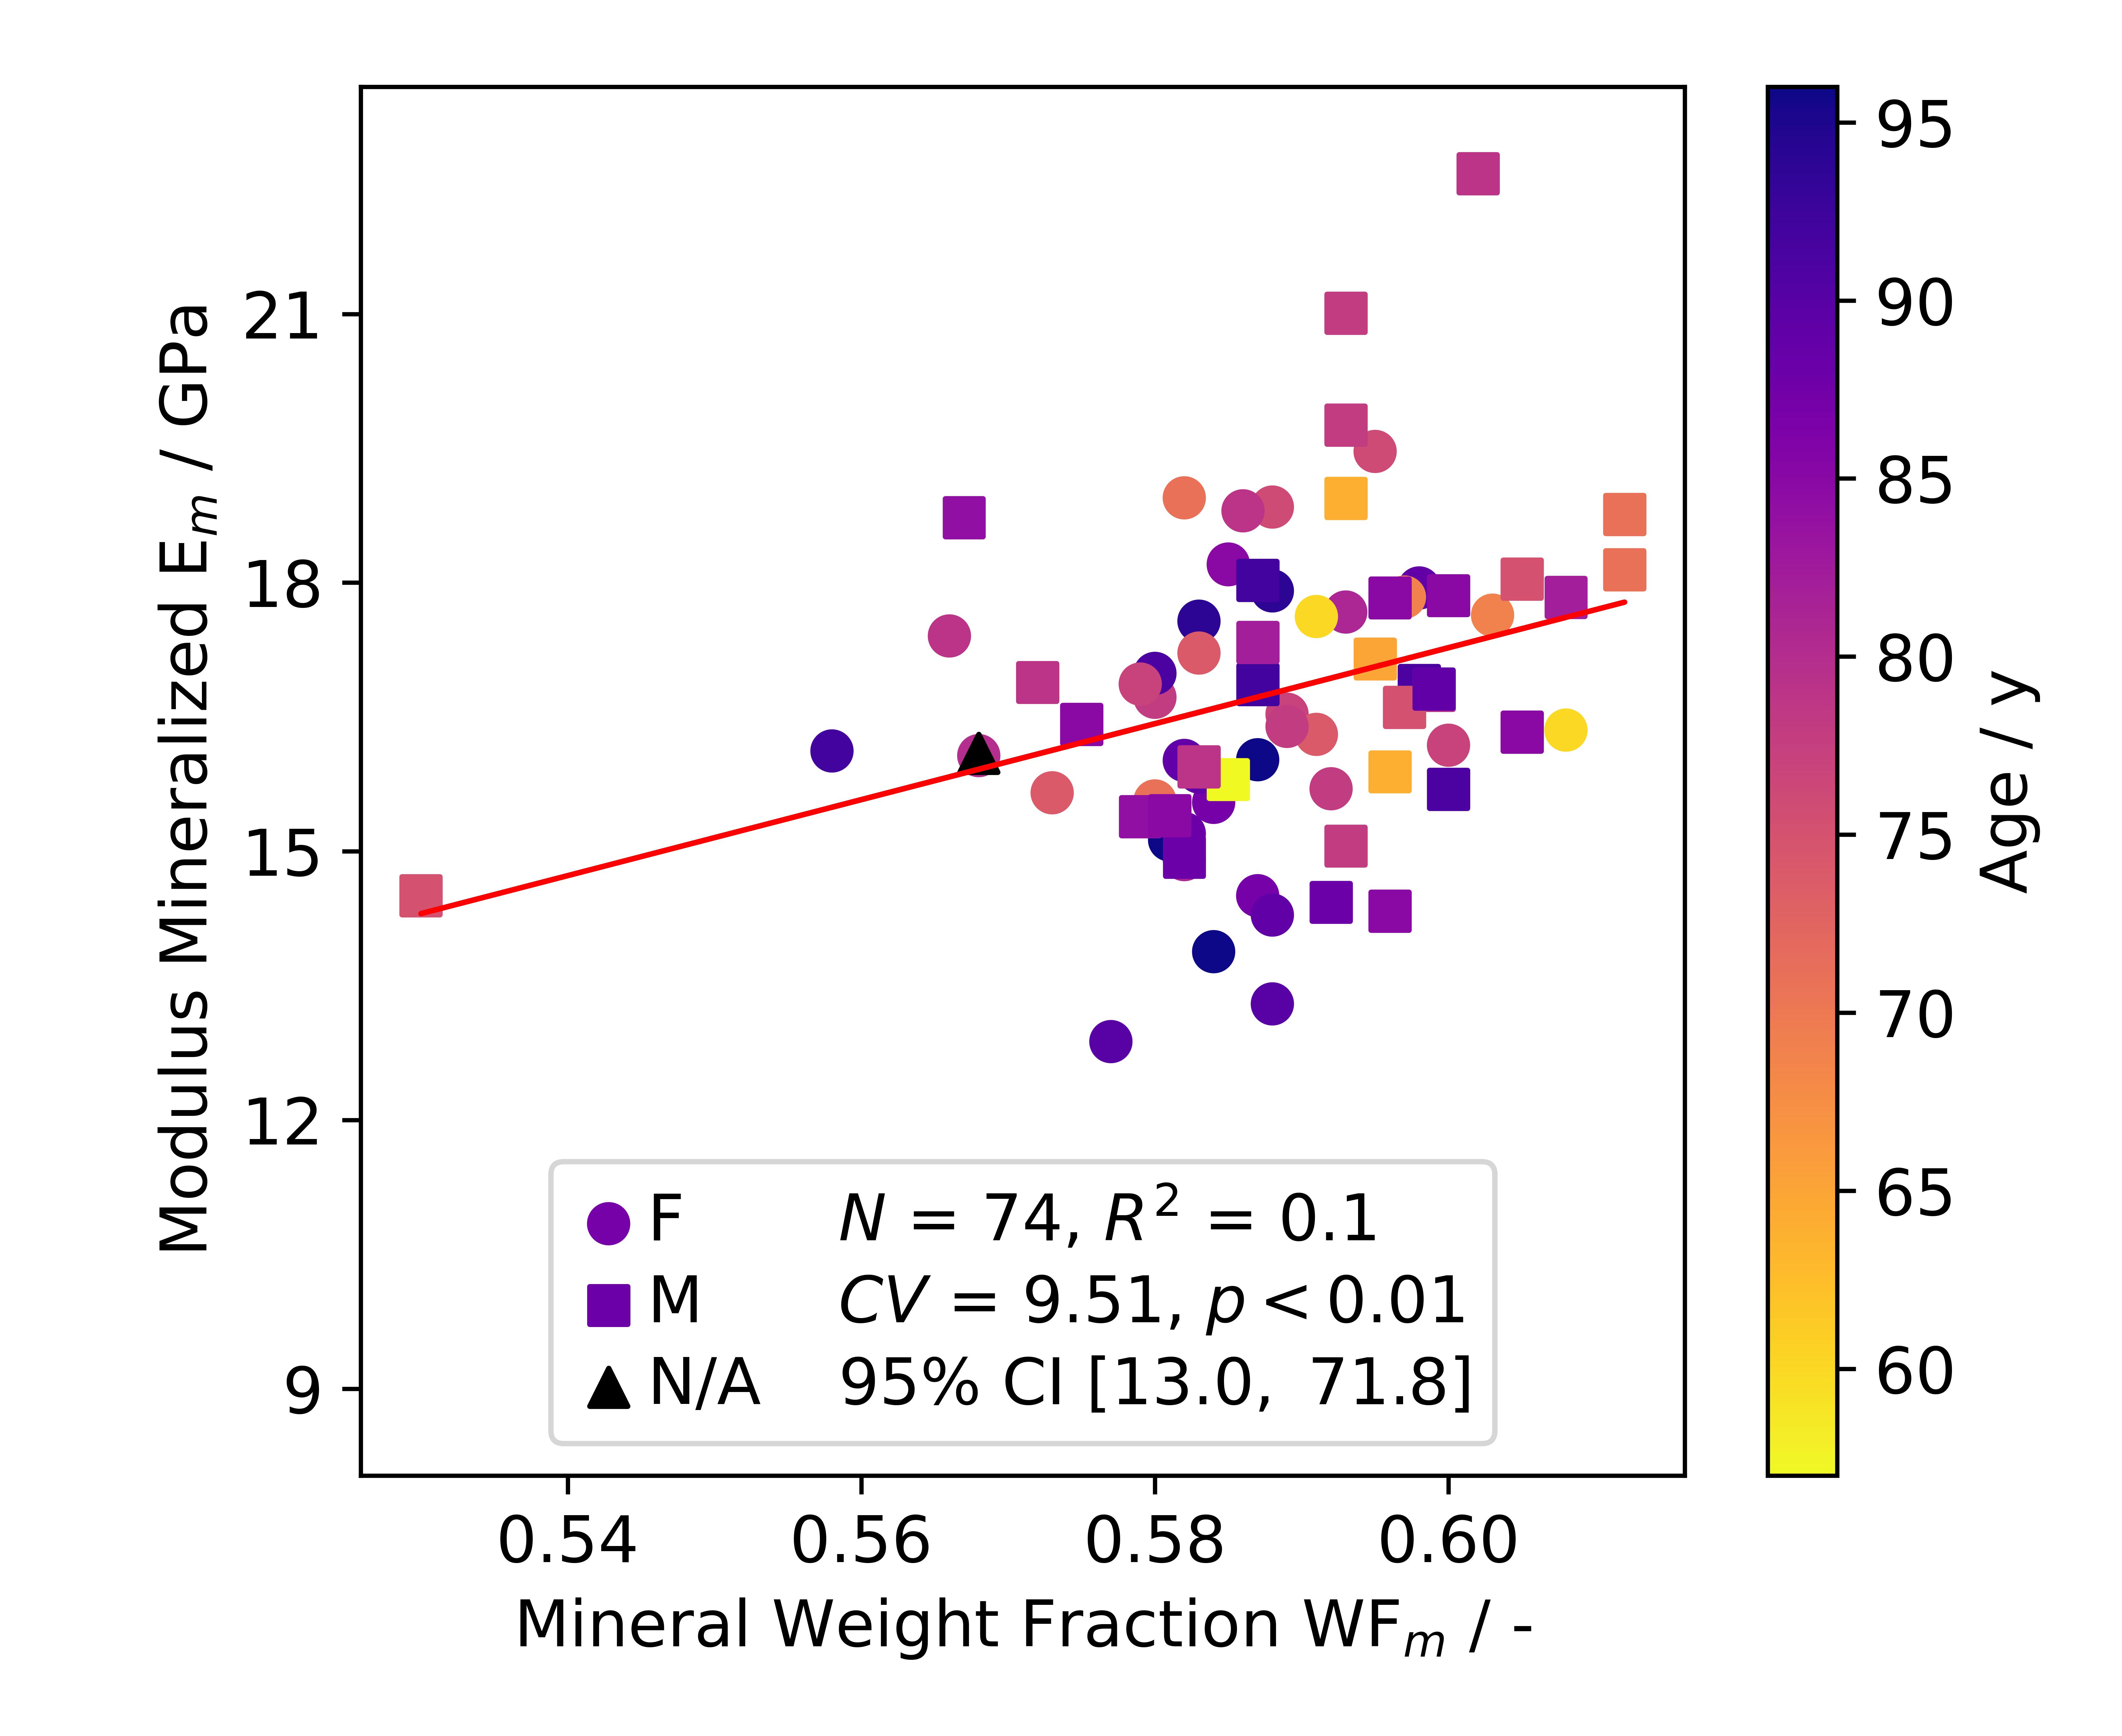 Modulus Mineralized Eₘ / GPa
21
18
15
12
9
F N = 74, R² = 0.1
M CV = 9.51, p < 0.01
N/A 95% CI [13.0, 71.8]
0.54 0.56 0.58 0.60
Mineral Weight Fraction WFₘ / -
95
90
85
80
75
70
65
60
Age / y